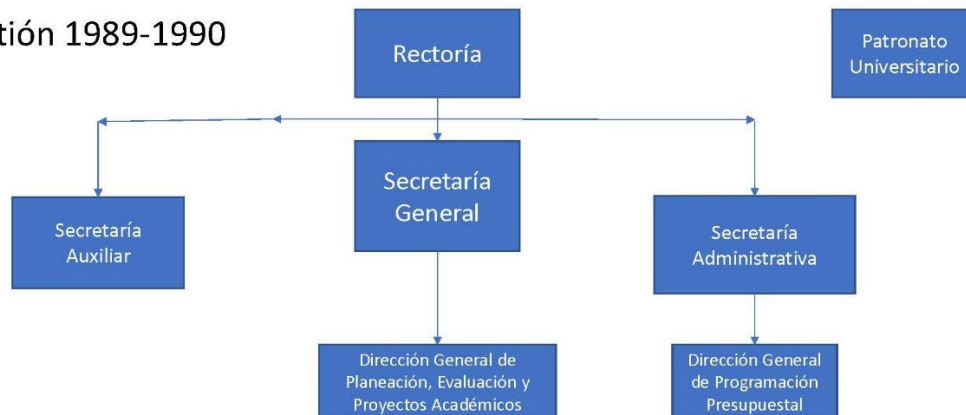 tión 1989-1990
Rectoría
Patronato
Universitario
Secretaría
General
Secretaría
Auxiliar
Secretaría
Administrativa
Dirección General de
Planeación, Evaluación y
Proyectos Académicos
Dirección General
de Programación
Presupuestal